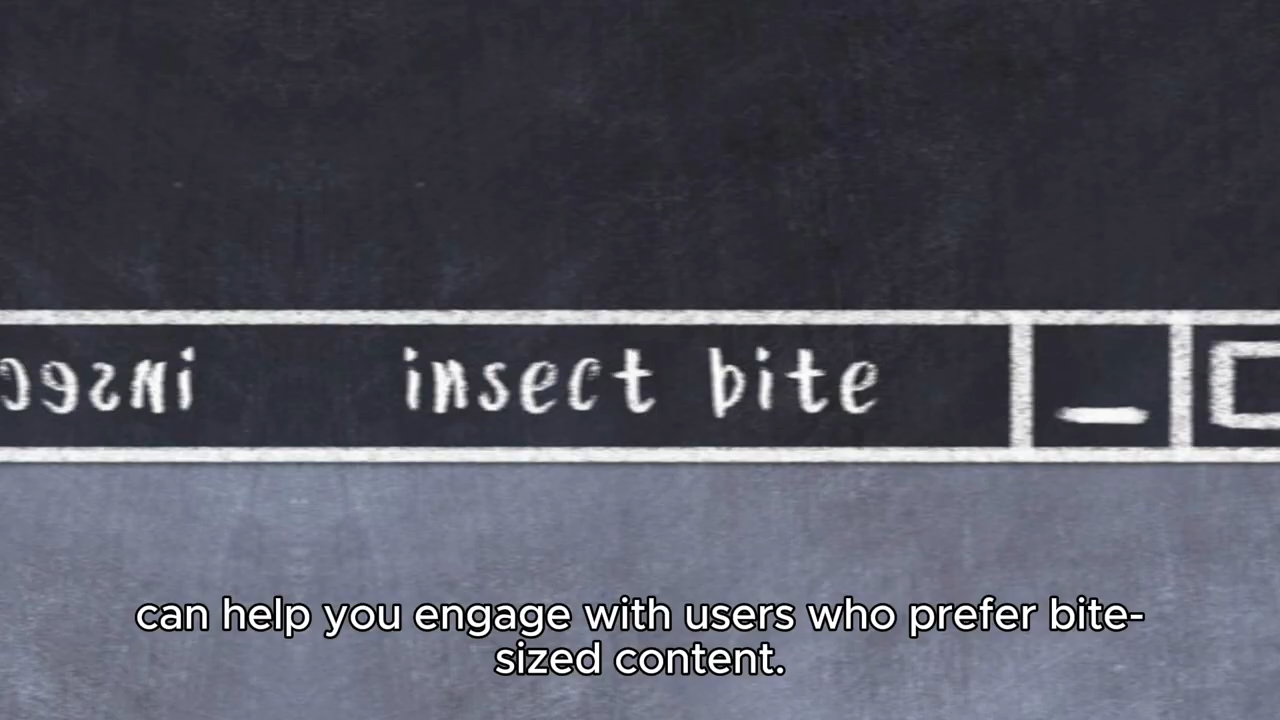 insect bite
can help you engage with users who prefer bite-
sized content.